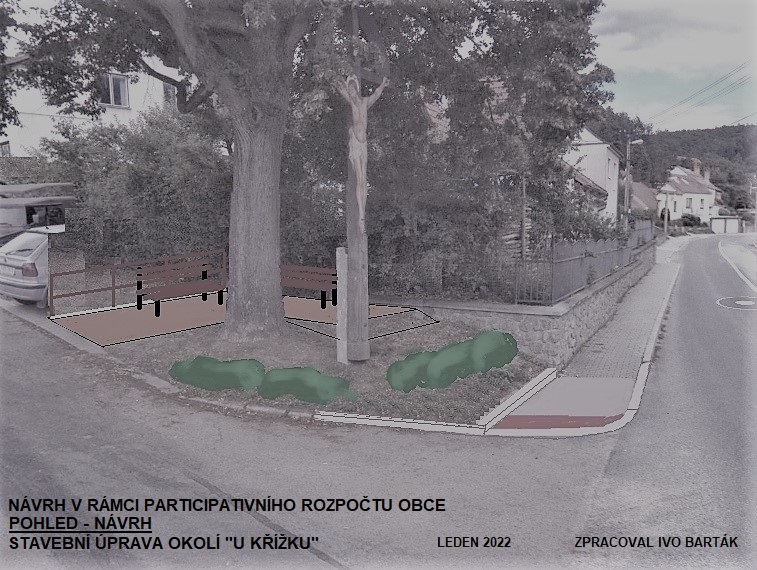 NÁVRH V RÁMCI PARTICIPATIVNÍHO ROZPOČTU OBCE
POHLED - NÁVRH
STAVEBNÍ ÚPRAVA OKOLÍ "U KŘÍŽKU"
LEDEN 2022
ZPRACOVAL IVO BARTÁK